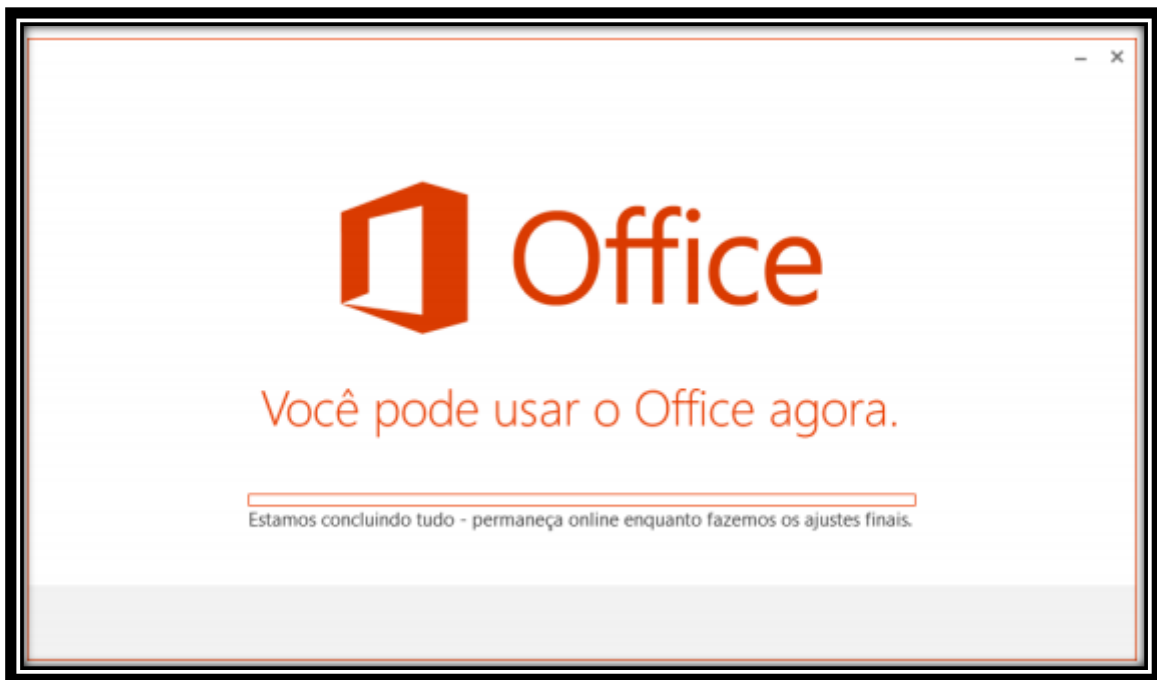 Office
Você pode usar o Office agora.
Estamos concluindo tudo - permaneça online enquanto fazemos os ajustes finais.